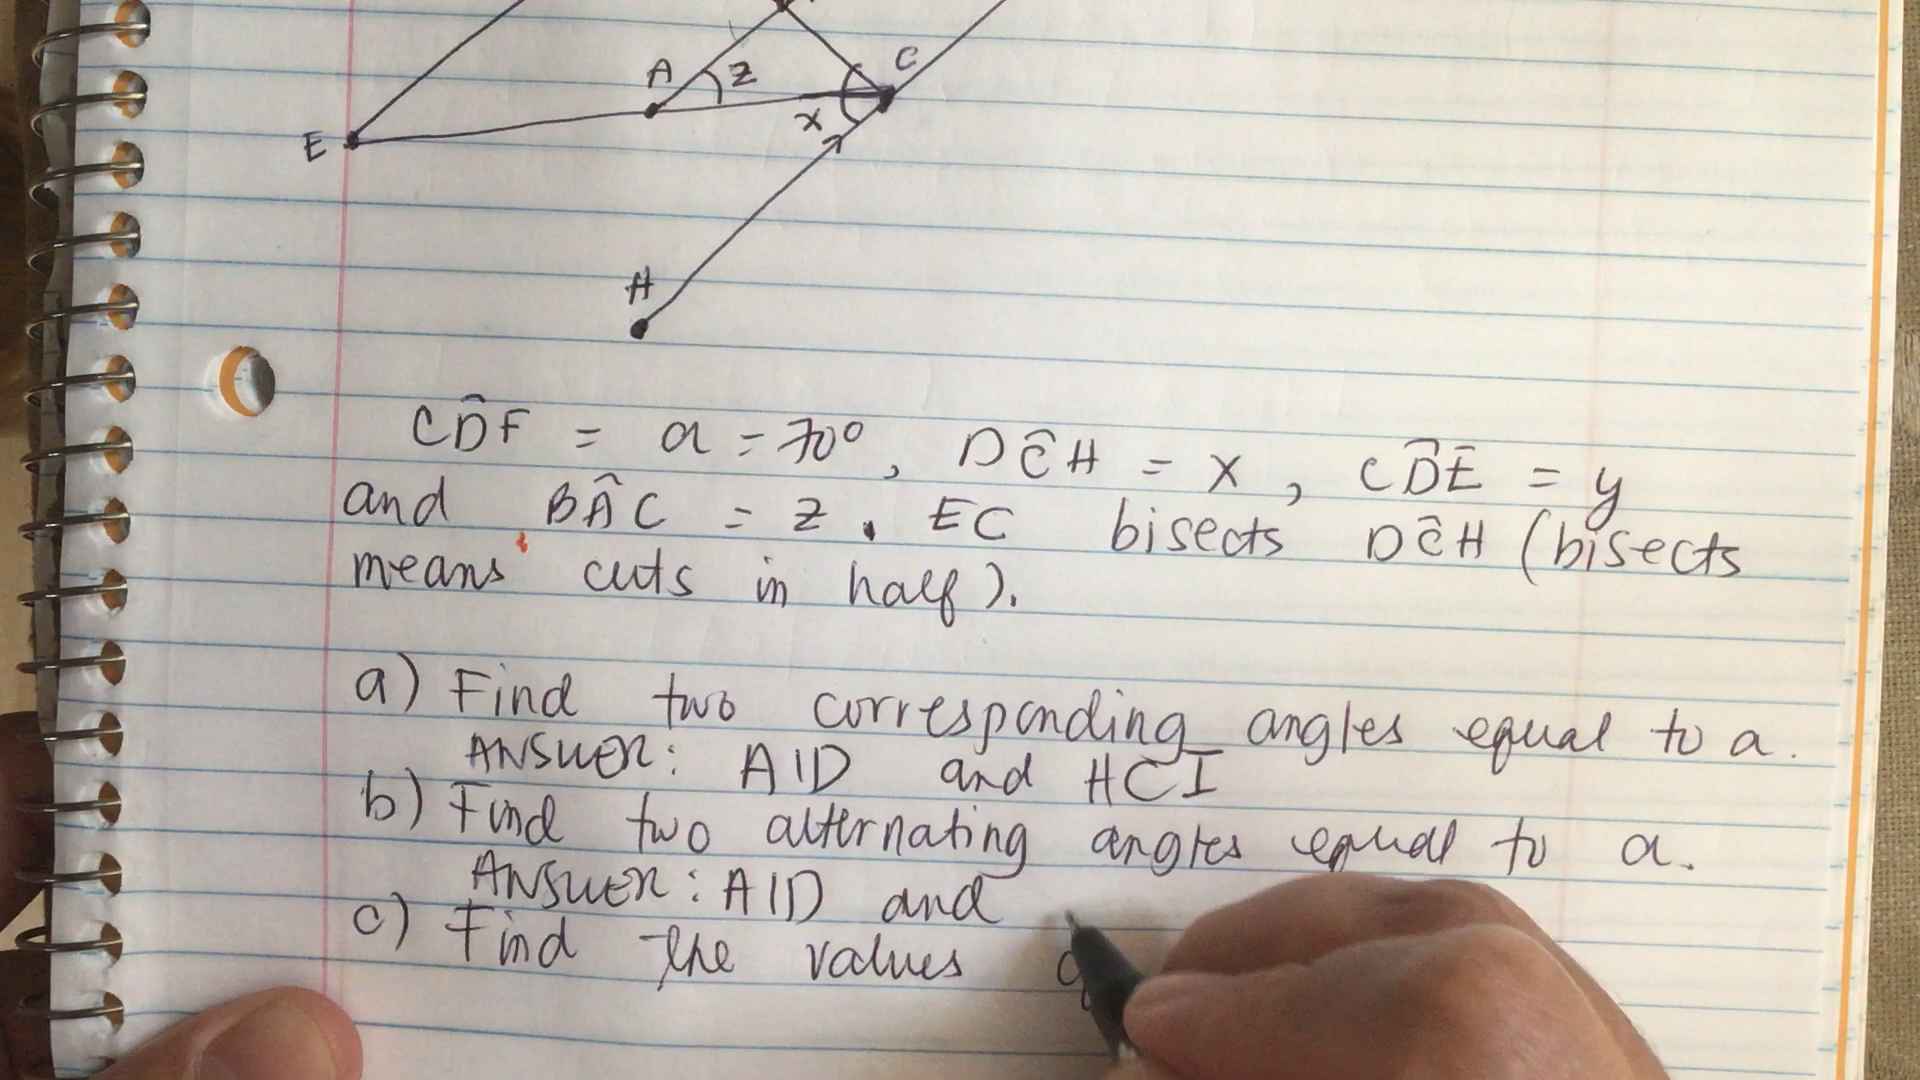 A z C
x
E
H
CD̂F = a = 70°, DĈH = x, CD̂E = y
and BÂC = z. EC bisects DĈH (bisects
means cuts in half).
a) Find two corresponding angles equal to a.
ANSWER: AID and HCI
b) Find two alternating angles equal to a.
ANSWER: AID and
c) Find the values